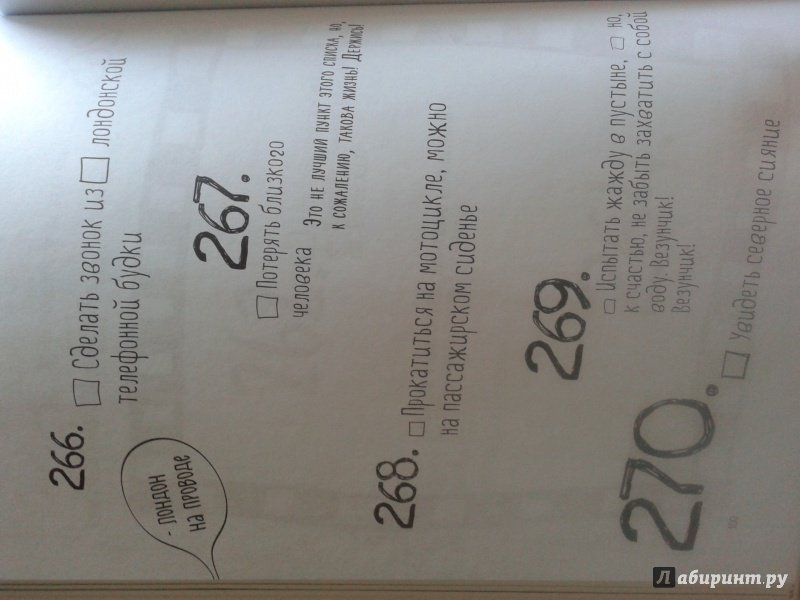 266.
Сделать звонок из лондонской
телефонной будки
- Лондон
на проводе
267.
Потерять близкого
человека Это не лучший пункт этого списка, но,
к сожалению, такова жизнь! Держись!
268.
Прокатиться на мотоцикле, можно
на пассажирском сиденье
269.
Испытать жажду в пустыне, но,
к счастью, не забыть захватить с собой
воду. Везунчик!
Везунчик!
270.
Увидеть северное сияние
Лабиринт.ру